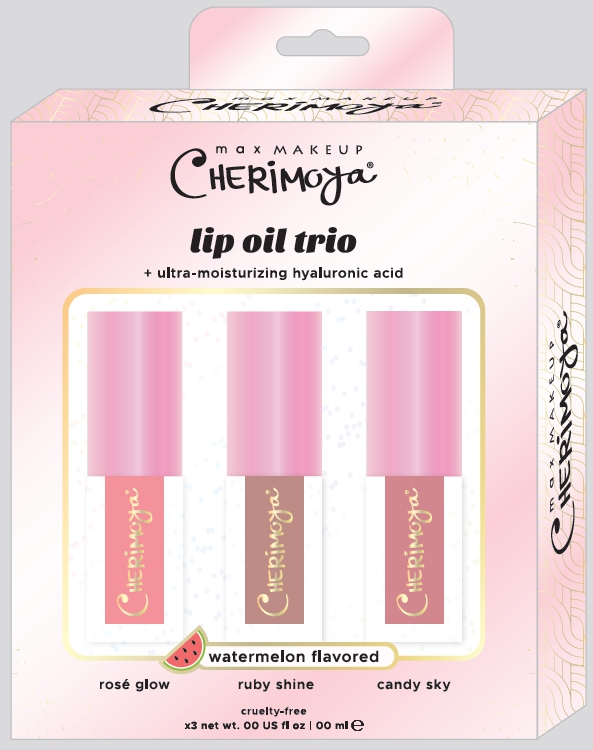 max MAKEUP
CHERiMOYa
max MAKEUP
CHERiMOYa®
lip oil trio
+ ultra-moisturizing hyaluronic acid
CHERiMOYa®
CHERiMOYa®
CHERiMOYa®
watermelon flavored
rosé glow ruby shine candy sky
cruelty-free
x3 net wt. 00 US fl oz | 00 ml ℮
max MAKEUP
CHERiMOYa®